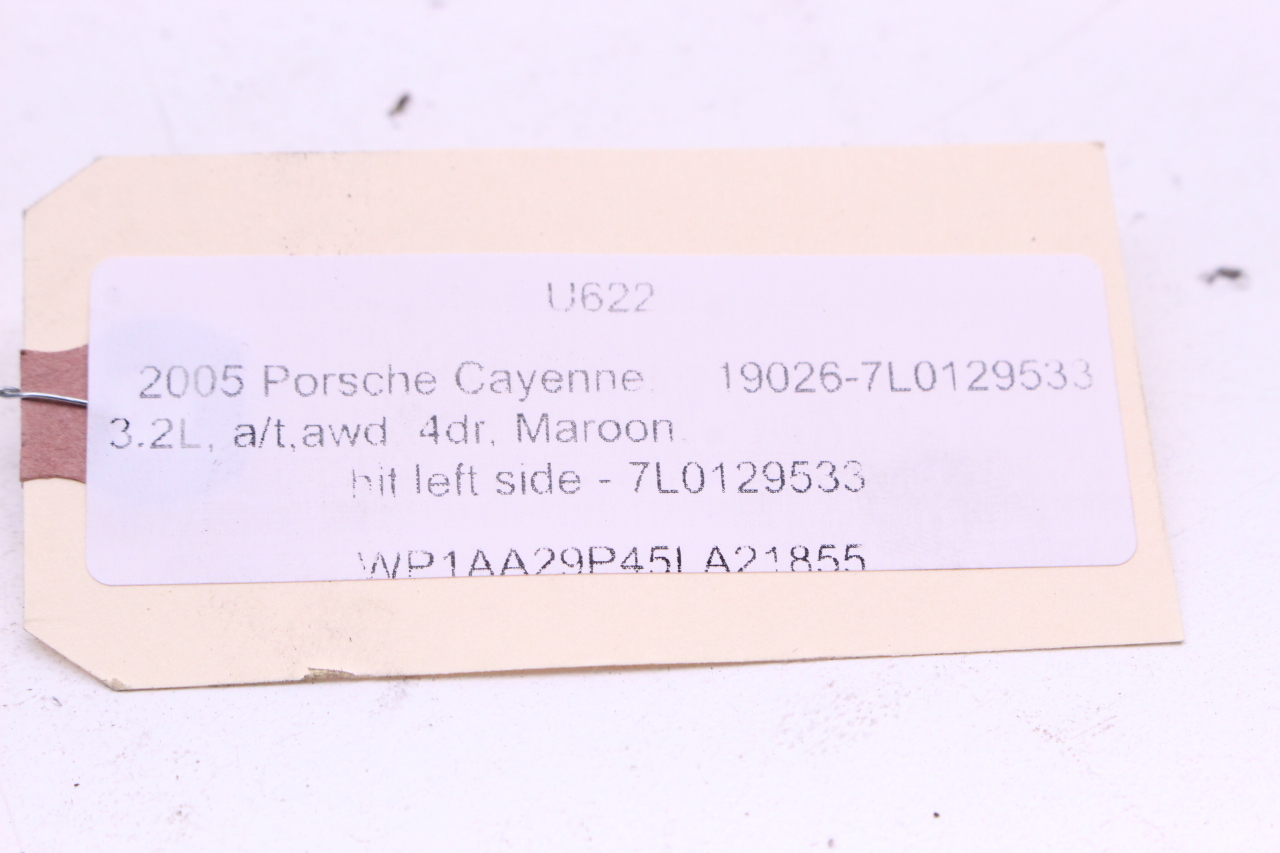 U622
2005 Porsche Cayenne 19026-7L0129533
3.2L, a/t,awd 4dr, Maroon
hit left side - 7L0129533
WP1AA29P45LA21855